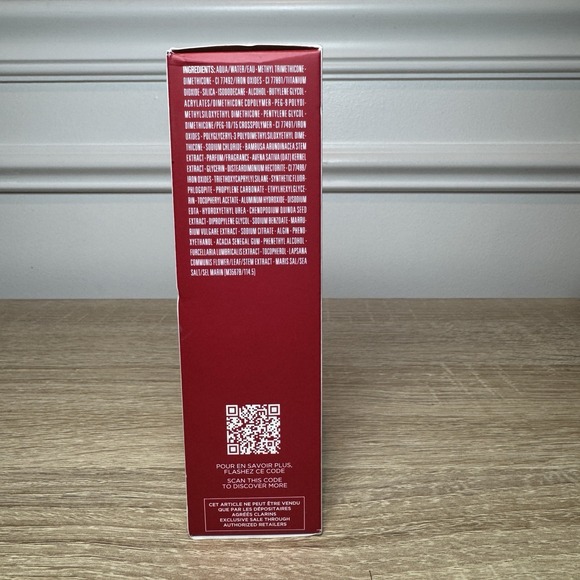 INGREDIENTS: AQUA/WATER/EAU • METHYL TRIMETHICONE •
DIMETHICONE • CI 77492/IRON OXIDES • CI 77891/TITANIUM
DIOXIDE • SILICA • ISODODECANE • ALCOHOL • BUTYLENE GLYCOL •
ACRYLATES/DIMETHICONE COPOLYMER • PEG-9 POLYDI-
METHYLSILOXYETHYL DIMETHICONE • PENTYLENE GLYCOL •
DIMETHICONE/PEG-10/15 CROSSPOLYMER • CI 77491/IRON
OXIDES • POLYGLYCERYL-3 POLYDIMETHYLSILOXYETHYL DIME-
THICONE • SODIUM CHLORIDE • BAMBUSA ARUNDINACEA STEM
EXTRACT • PARFUM/FRAGRANCE • AVENA SATIVA (OAT) KERNEL
EXTRACT • GLYCERIN • DISTEARDIMONIUM HECTORITE • CI 77499/
IRON OXIDES • TRIETHOXYCAPRYLYLSILANE • SYNTHETIC FLUOR-
PHLOGOPITE • PROPYLENE CARBONATE • ETHYLHEXYLGLYCE-
RIN • TOCOPHERYL ACETATE • ALUMINUM HYDROXIDE • DISODIUM
EDTA • HYDROXYETHYL UREA • CHENOPODIUM QUINOA SEED
EXTRACT • DIPROPYLENE GLYCOL • SODIUM BENZOATE • MARRU-
BIUM VULGARE EXTRACT • SODIUM CITRATE • ALGIN • PHENO-
XYETHANOL • ACACIA SENEGAL GUM • PHENETHYL ALCOHOL •
FURCELLARIA LUMBRICALIS EXTRACT • TOCOPHEROL • LAPSANA
COMMUNIS FLOWER/LEAF/STEM EXTRACT • MARIS SAL/SEA
SALT/SEL MARIN [M3567B/114.5]
POUR EN SAVOIR PLUS,
FLASHEZ CE CODE
SCAN THIS CODE
TO DISCOVER MORE
CET ARTICLE NE PEUT ÊTRE VENDU
QUE PAR LES DÉPOSITAIRES
AGRÉÉS CLARINS
EXCLUSIVE SALE THROUGH
AUTHORIZED RETAILERS